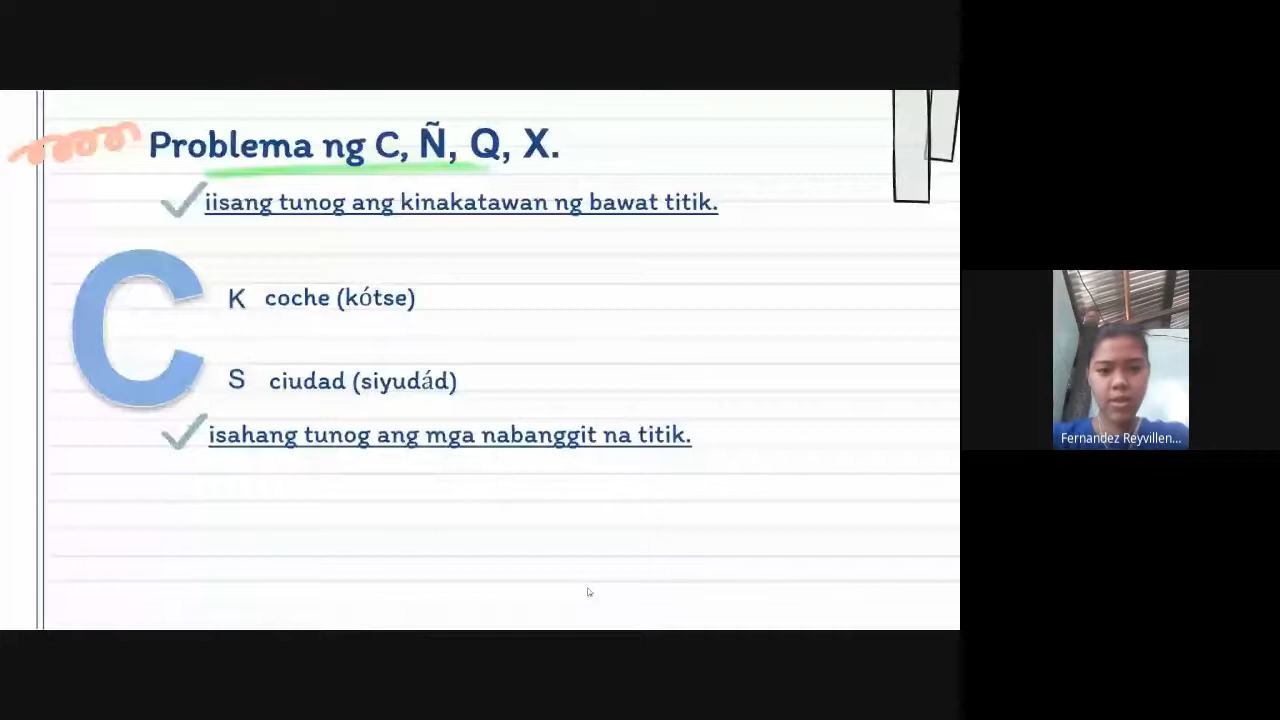 Problema ng C, Ñ, Q, X.
iisang tunog ang kinakatawan ng bawat titik.
C
K coche (kótse)
S ciudad (siyudád)
isahang tunog ang mga nabanggit na titik.
Fernandez Reyvillen...